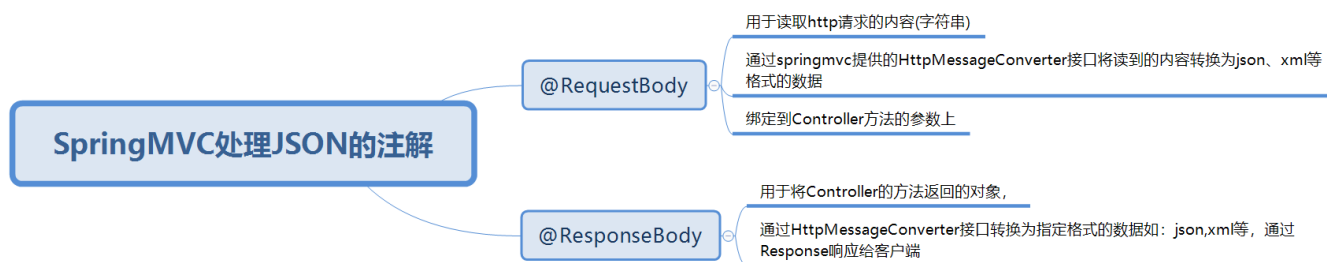 用于读取http请求的内容(字符串)
通过springmvc提供的HttpMessageConverter接口将读到的内容转换为json、xml等
格式的数据
@RequestBody
绑定到Controller方法的参数上
SpringMVC处理JSON的注解
用于将Controller的方法返回的对象，
@ResponseBody
通过HttpMessageConverter接口转换为指定格式的数据如：json,xml等，通过
Response响应给客户端